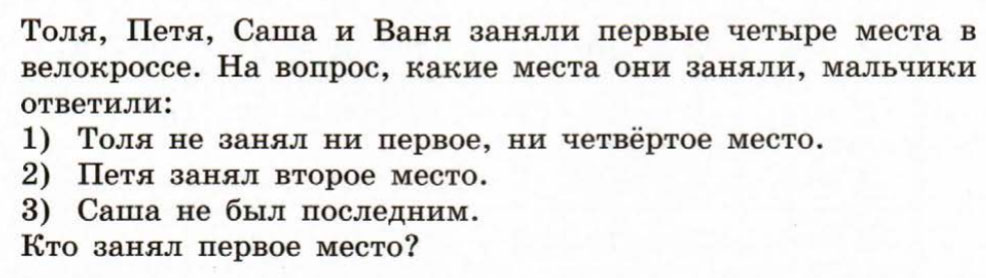 Толя, Петя, Саша и Ваня заняли первые четыре места в
велокроссе. На вопрос, какие места они заняли, мальчики
ответили:
1) Толя не занял ни первое, ни четвёртое место.
2) Петя занял второе место.
3) Саша не был последним.
Кто занял первое место?